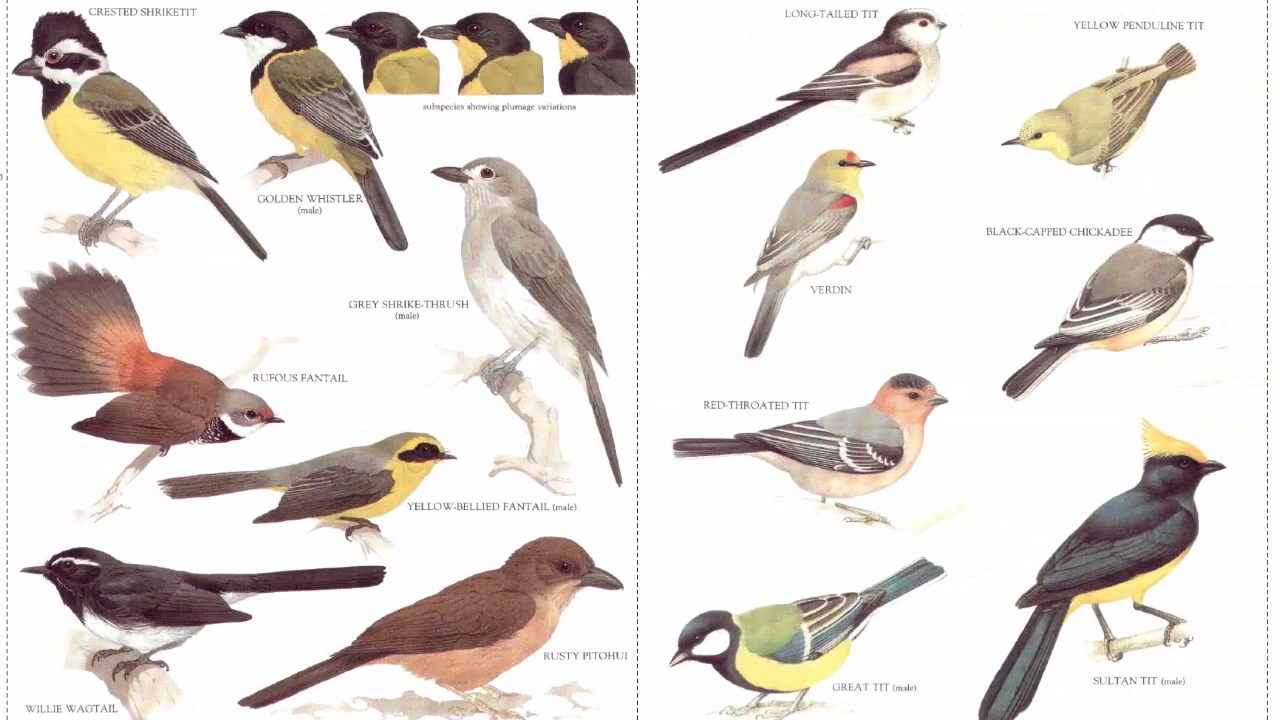 CRESTED SHRIKETIT
subspecies showing plumage variations
GOLDEN WHISTLER
(male)
GREY SHRIKE-THRUSH
(male)
RUFOUS FANTAIL
YELLOW-BELLIED FANTAIL (male)
RUSTY PITOHUI
WILLIE WAGTAIL
LONG-TAILED TIT
YELLOW PENDULINE TIT
BLACK-CAPPED CHICKADEE
VERDIN
RED-THROATED TIT
SULTAN TIT (male)
GREAT TIT (male)